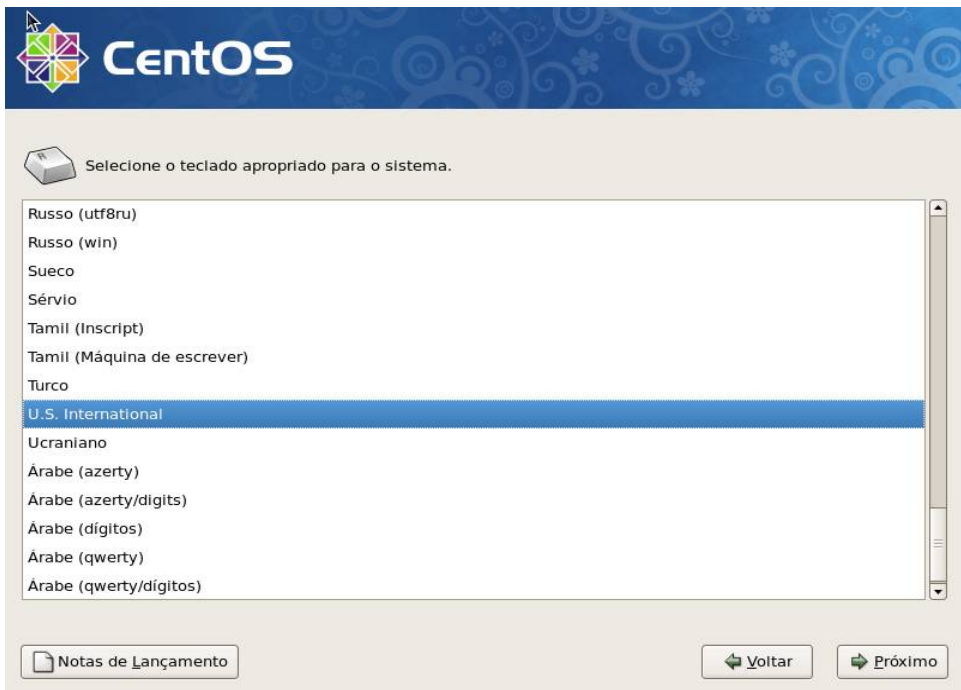 CentOS
Selecione o teclado apropriado para o sistema.
Russo (utf8ru)
Russo (win)
Sueco
Sérvio
Tamil (Inscript)
Tamil (Máquina de escrever)
Turco
U.S. International
Ucraniano
Árabe (azerty)
Árabe (azerty/digits)
Árabe (dígitos)
Árabe (qwerty)
Árabe (qwerty/dígitos)
Notas de Lançamento
Voltar
Próximo